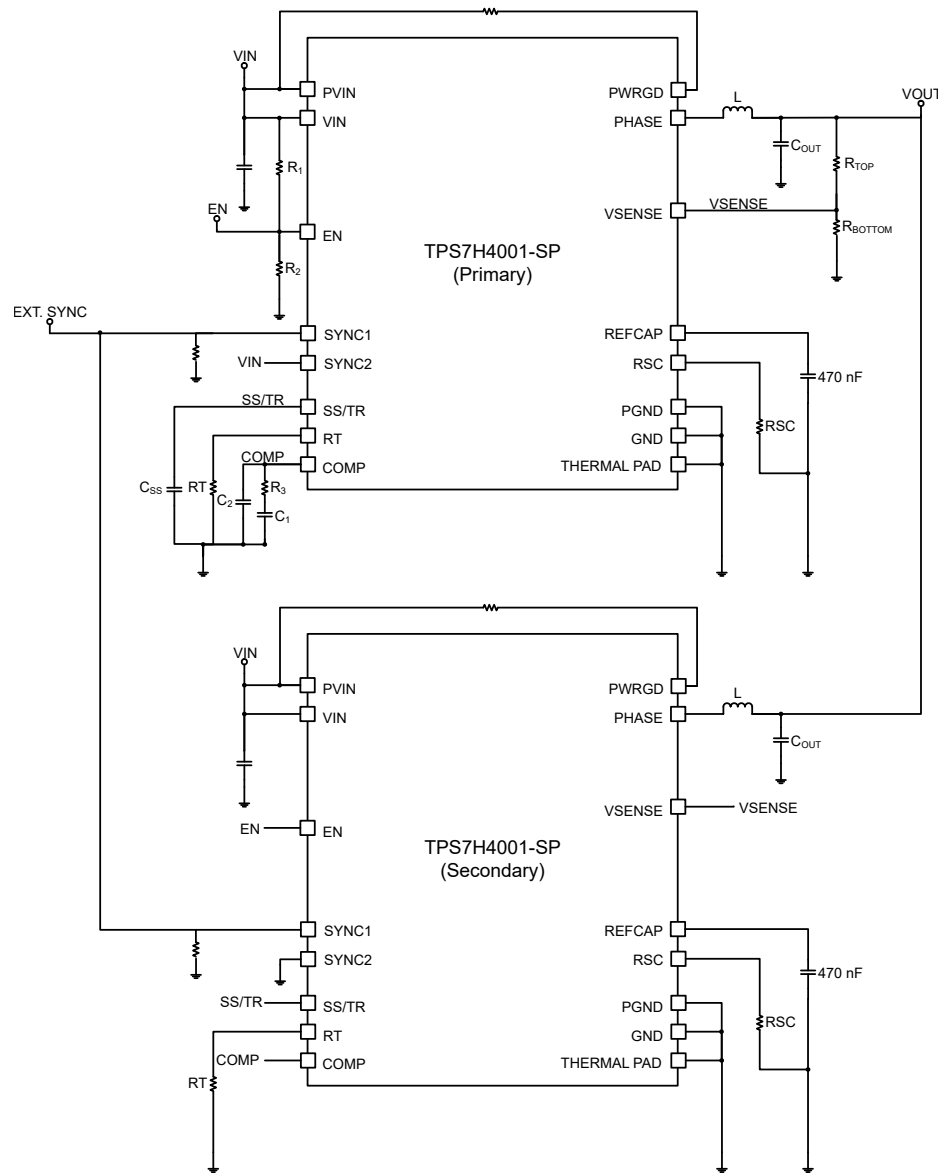 VIN
PVIN
VIN
R1
EN
EN
R2
EXT. SYNC
SYNC1
VIN
SYNC2
SS/TR
SS/TR
RT
COMP
COMP
CSS
RT
C2
R3
C1
TPS7H4001-SP
(Primary)
PWRGD
PHASE
L
VOUT
COUT
RTOP
VSENSE
VSENSE
RBOTTOM
REFCAP
RSC
470 nF
PGND
RSC
GND
THERMAL PAD
VIN
PVIN
VIN
EN
EN
SYNC1
SYNC2
SS/TR
SS/TR
RT
COMP
COMP
RT
TPS7H4001-SP
(Secondary)
PWRGD
PHASE
L
COUT
VSENSE
VSENSE
REFCAP
RSC
470 nF
PGND
RSC
GND
THERMAL PAD